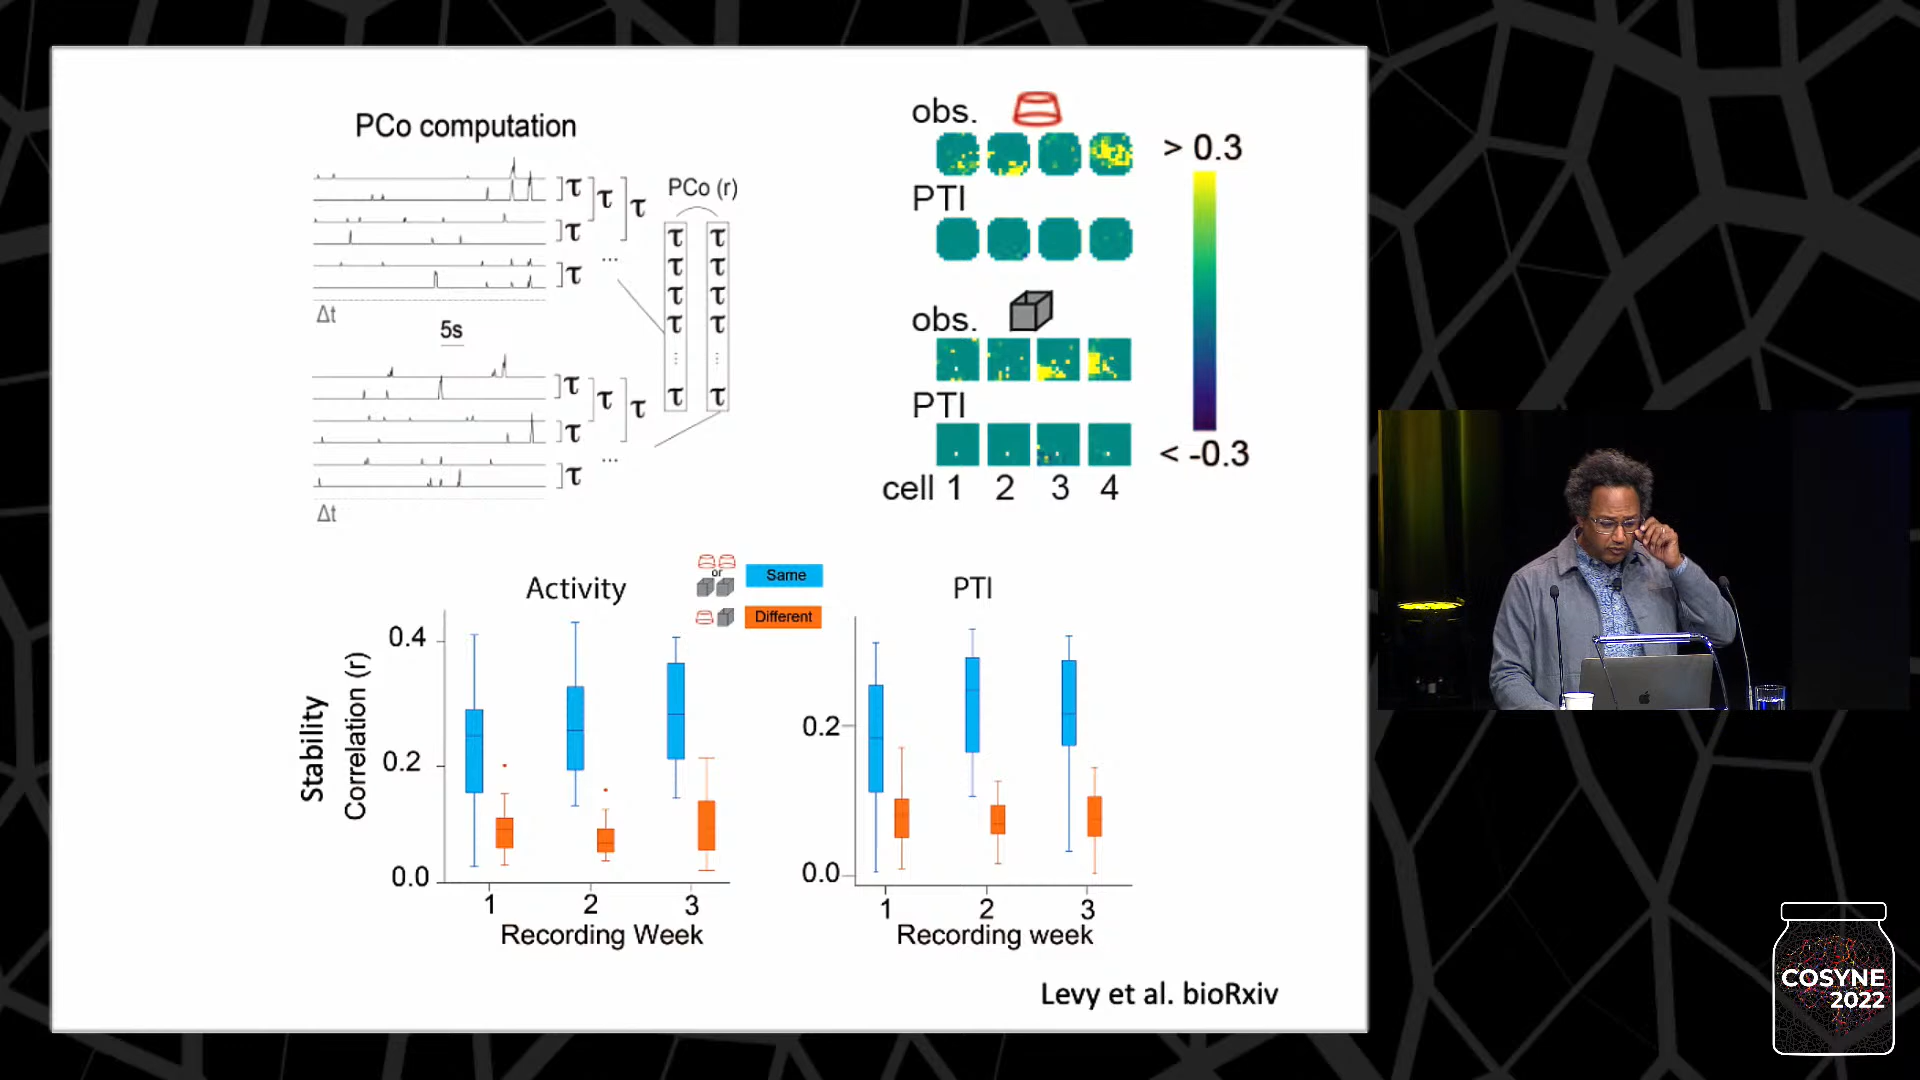 PCo computation
τ
τ
τ
τ
τ
...
Δt
5s
τ
τ
τ
τ
τ
...
Δt
PCo (r)
τ τ
τ τ
τ τ
τ τ
⋮ ⋮
τ τ
obs.
PTI
obs.
PTI
cell 1 2 3 4
> 0.3
< -0.3
Activity
or
Same
Different
PTI
Stability
Correlation (r)
0.4
0.2
0.0
1 2 3
Recording Week
0.2
0.0
1 2 3
Recording week
Levy et al. bioRxiv
COSYNE
2022